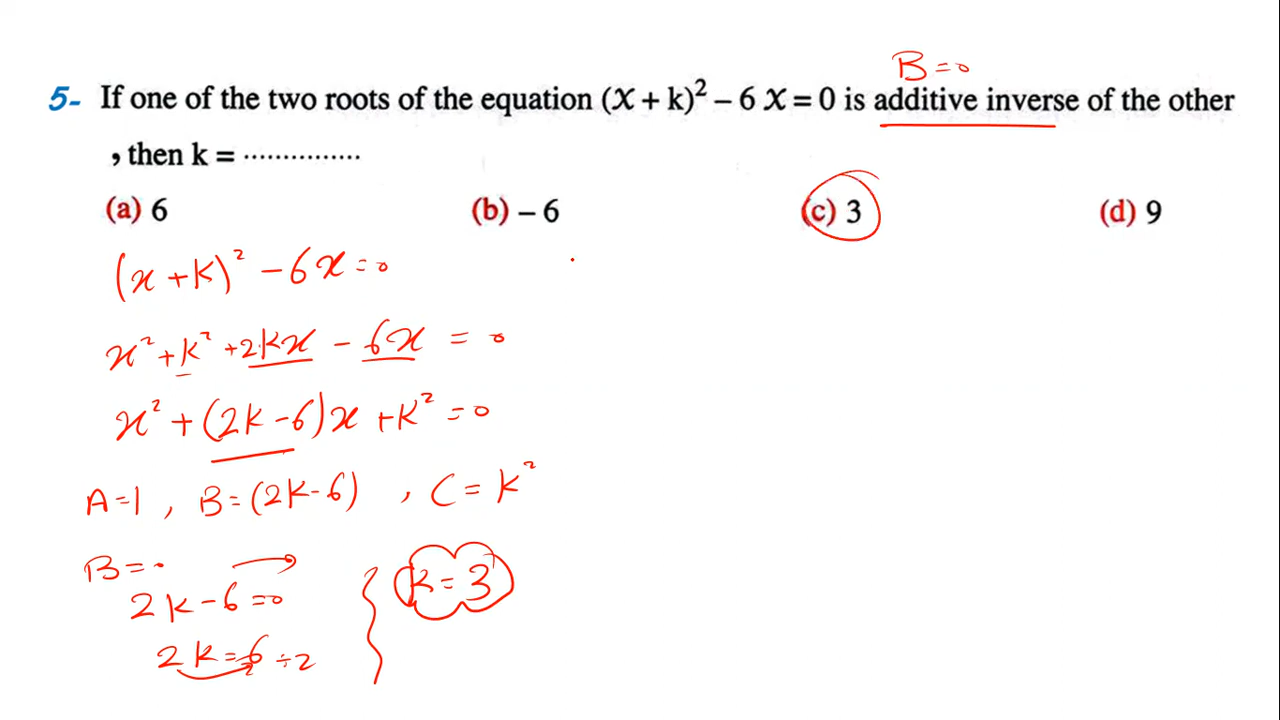 B = 0
5- If one of the two roots of the equation (X + k)² – 6 X = 0 is additive inverse of the other
, then k = ...............
(a) 6 (b) – 6 (c) 3 (d) 9
(x + k)² - 6x = 0
x² + k² + 2kx - 6x = 0
x² + (2k - 6)x + k² = 0
A = 1 , B = (2k - 6) , C = k²
B = 0
2k - 6 = 0
k = 3
2k = 6 ÷ 2